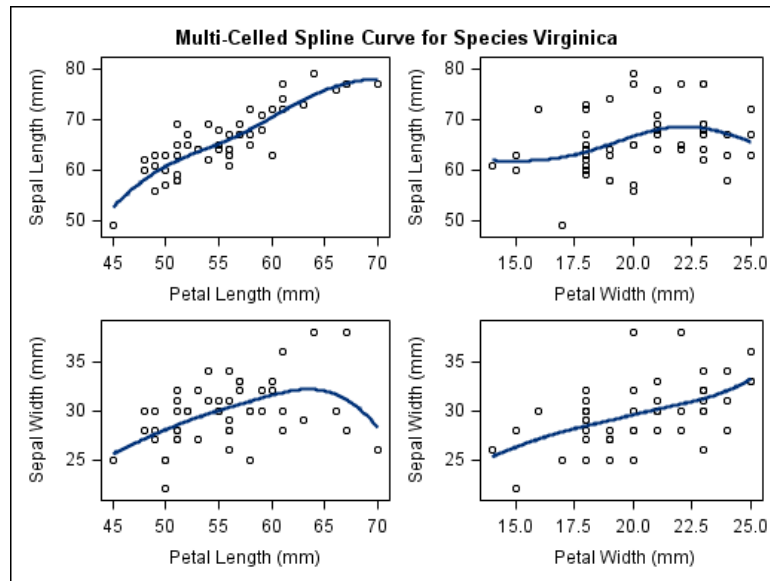 Multi-Celled Spline Curve for Species Virginica
Sepal Length (mm)
80
70
60
50
45 50 55 60 65 70
Petal Length (mm)
Sepal Length (mm)
80
70
60
50
15.0 17.5 20.0 22.5 25.0
Petal Width (mm)
Sepal Width (mm)
35
30
25
45 50 55 60 65 70
Petal Length (mm)
Sepal Width (mm)
35
30
25
15.0 17.5 20.0 22.5 25.0
Petal Width (mm)